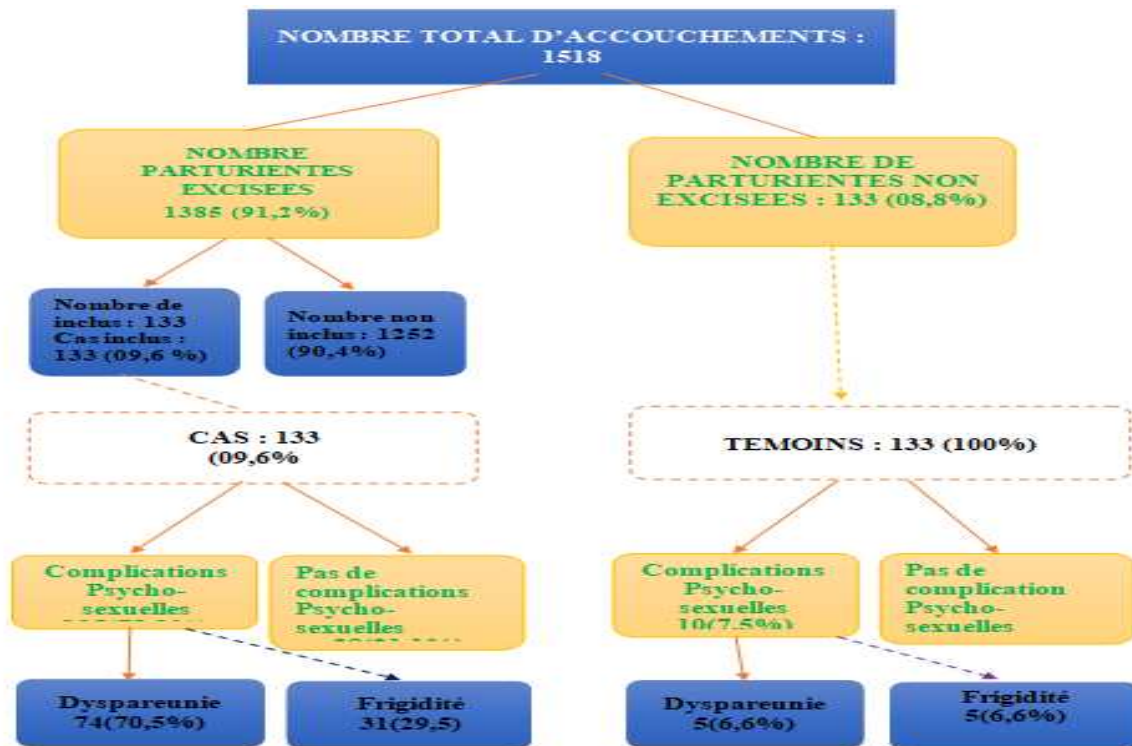 NOMBRE TOTAL D'ACCOUCHEMENTS :
1518
NOMBRE
PARTURIENTES
EXCISEES
1385 (91,2%)
NOMBRE DE
PARTURIENTES NON
EXCISEES : 133 (08,8%)
Nombre de
inclus : 133
Cas inclus :
133 (09,6 %)
Nombre non
inclus : 1252
(90,4%)
CAS : 133
(09,6%
TEMOINS : 133 (100%)
Complications
Psycho-
sexuelles
Pas de
complications
Psycho-
sexuelles
Complications
Psycho-
sexuelles
10(7.5%)
Pas de
complication
Psycho-
sexuelles
Dyspareunie
74(70,5%)
Frigidité
31(29,5)
Dyspareunie
5(6,6%)
Frigidité
5(6,6%)